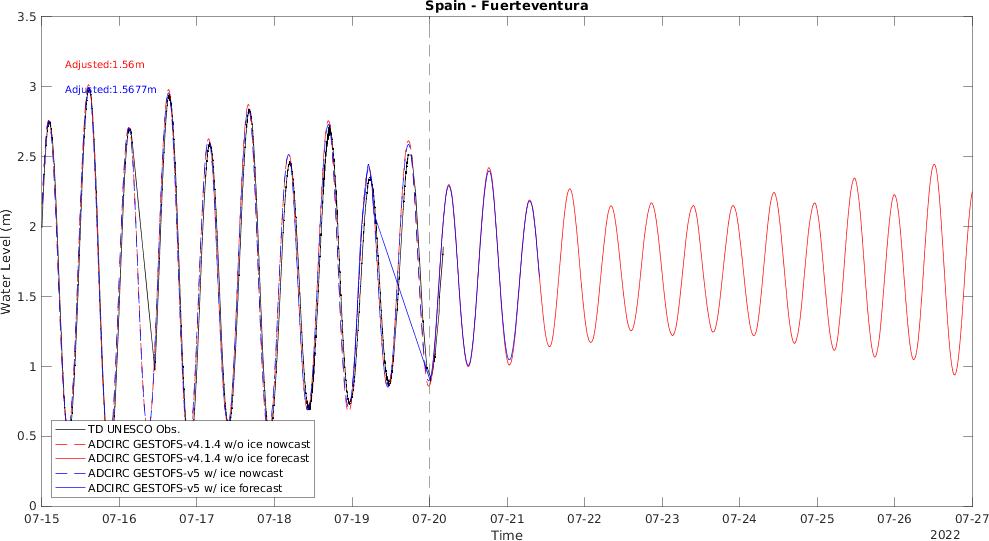 Spain - Fuerteventura
Water Level (m)
3.5
3
2.5
2
1.5
1
0.5
0
Adjusted:1.56m
Adjusted:1.5677m
TD UNESCO Obs.
ADCIRC GESTOFS-v4.1.4 w/o ice nowcast
ADCIRC GESTOFS-v4.1.4 w/o ice forecast
ADCIRC GESTOFS-v5 w/ ice nowcast
ADCIRC GESTOFS-v5 w/ ice forecast
07-15 07-16 07-17 07-18 07-19 07-20 07-21 07-22 07-23 07-24 07-25 07-26 07-27
Time
2022